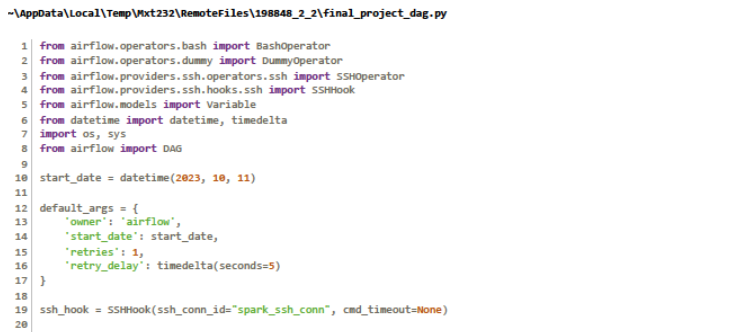 ~\AppData\Local\Temp\Mxt232\RemoteFiles\198848_2_2\final_project_dag.py
1 from airflow.operators.bash import BashOperator
2 from airflow.operators.dummy import DummyOperator
3 from airflow.providers.ssh.operators.ssh import SSHOperator
4 from airflow.providers.ssh.hooks.ssh import SSHHook
5 from airflow.models import Variable
6 from datetime import datetime, timedelta
7 import os, sys
8 from airflow import DAG
9
10 start_date = datetime(2023, 10, 11)
11
12 default_args = {
13     'owner': 'airflow',
14     'start_date': start_date,
15     'retries': 1,
16     'retry_delay': timedelta(seconds=5)
17 }
18
19 ssh_hook = SSHHook(ssh_conn_id="spark_ssh_conn", cmd_timeout=None)
20